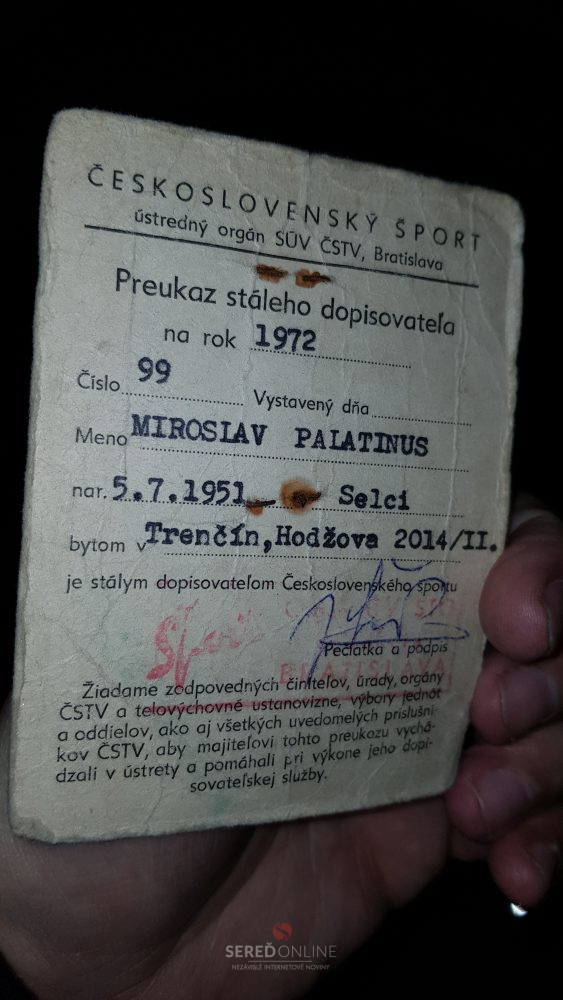 ČESKOSLOVENSKÝ ŠPORT
ústredný orgán SÚV ČSTV, Bratislava
Preukaz stáleho dopisovateľa
na rok 1972
Číslo 99 Vystavený dňa
Meno MIROSLAV PALATINUS
nar. 5.7.1951 Selci
bytom v Trenčín, Hodžova 2014/II.
je stálym dopisovateľom Československého športu
Pečiatka a podpis
BRATISLAVA
Žiadame zodpovedných činiteľov, úrady, orgány
ČSTV a telovýchovné ustanovizne, výbory jednôt
a oddielov, ako aj všetkých uvedomelých príslušní-
kov ČSTV, aby majiteľovi tohto preukazu vychá-
dzali v ústrety a pomáhali pri výkone jeho dopi-
sovateľskej služby.
SEREĎONLINE
NEZÁVISLÉ INTERNETOVÉ NOVINY